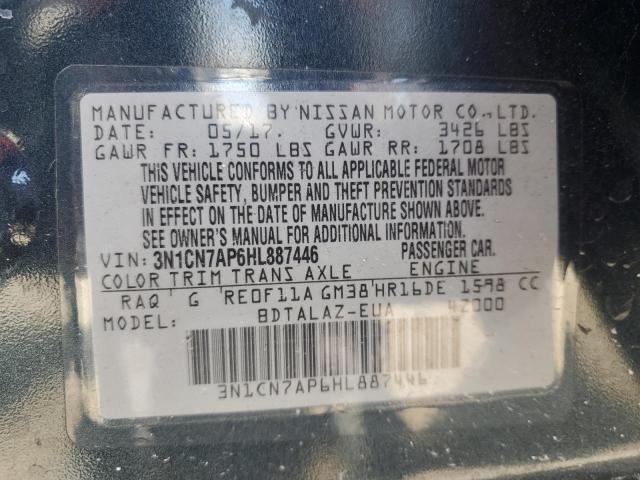 MANUFACTURED BY NISSAN MOTOR CO.,LTD.
DATE: 05/17. GVWR: 3426 LBS
GAWR FR: 1750 LBS GAWR RR: 1708 LBS
THIS VEHICLE CONFORMS TO ALL APPLICABLE FEDERAL MOTOR
VEHICLE SAFETY, BUMPER AND THEFT PREVENTION STANDARDS
IN EFFECT ON THE DATE OF MANUFACTURE SHOWN ABOVE.
SEE OWNER'S MANUAL FOR ADDITIONAL INFORMATION.
VIN: 3N1CN7AP6HL887446 PASSENGER CAR.
COLOR TRIM TRANS AXLE ENGINE
RAQ G RE0F11A GM38 HR16DE 1598 CC
MODEL: BDTALAZ-EUA 42000
3N1CN7AP6HL887446